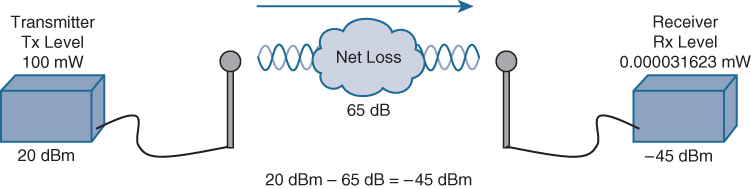 Transmitter
Tx Level
100 mW
20 dBm
Net Loss
65 dB
20 dBm – 65 dB = –45 dBm
Receiver
Rx Level
0.000031623 mW
–45 dBm